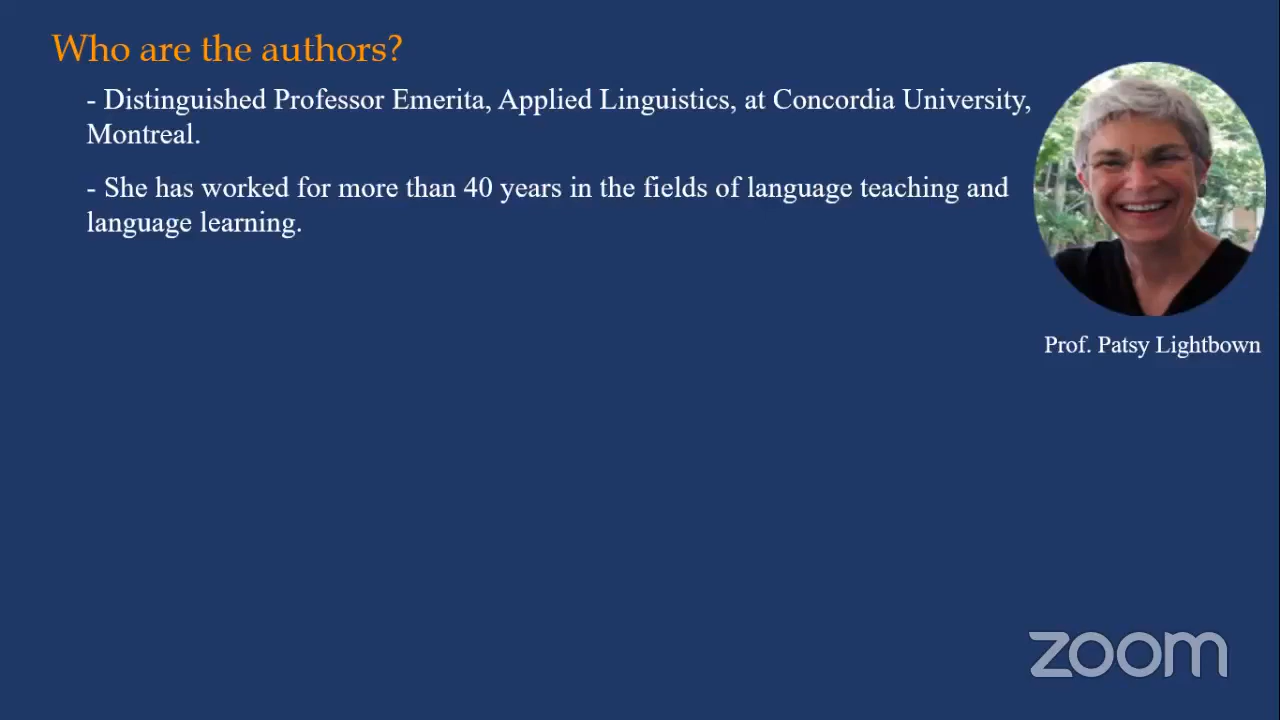 Who are the authors?
- Distinguished Professor Emerita, Applied Linguistics, at Concordia University,
Montreal.
- She has worked for more than 40 years in the fields of language teaching and
language learning.
Prof. Patsy Lightbown
zoom